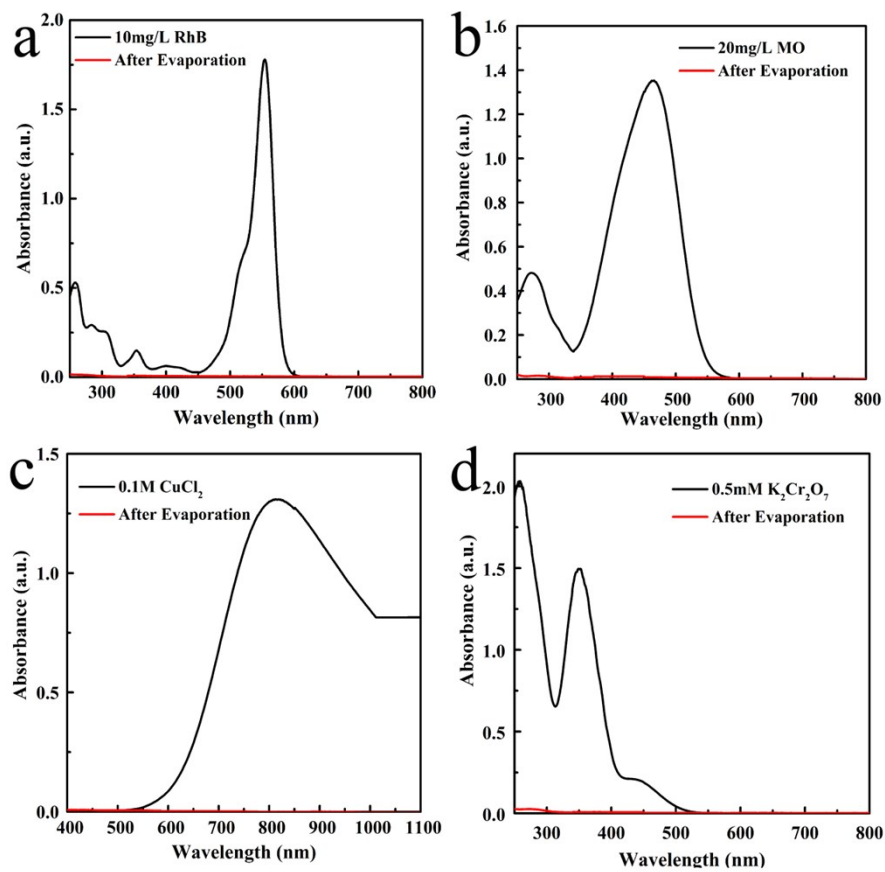 a
10mg/L RhB
After Evaporation
2.0
1.5
1.0
0.5
0.0
Absorbance (a.u.)
300 400 500 600 700 800
Wavelength (nm)
b
20mg/L MO
After Evaporation
1.6
1.4
1.2
1.0
0.8
0.6
0.4
0.2
0.0
Absorbance (a.u.)
300 400 500 600 700 800
Wavelength (nm)
c
0.1M CuCl₂
After Evaporation
1.5
1.0
0.5
0.0
Absorbance (a.u.)
400 500 600 700 800 900 1000 1100
Wavelength (nm)
d
0.5mM K₂Cr₂O₇
After Evaporation
2.0
1.5
1.0
0.5
0.0
Absorbance (a.u.)
300 400 500 600 700 800
Wavelength (nm)